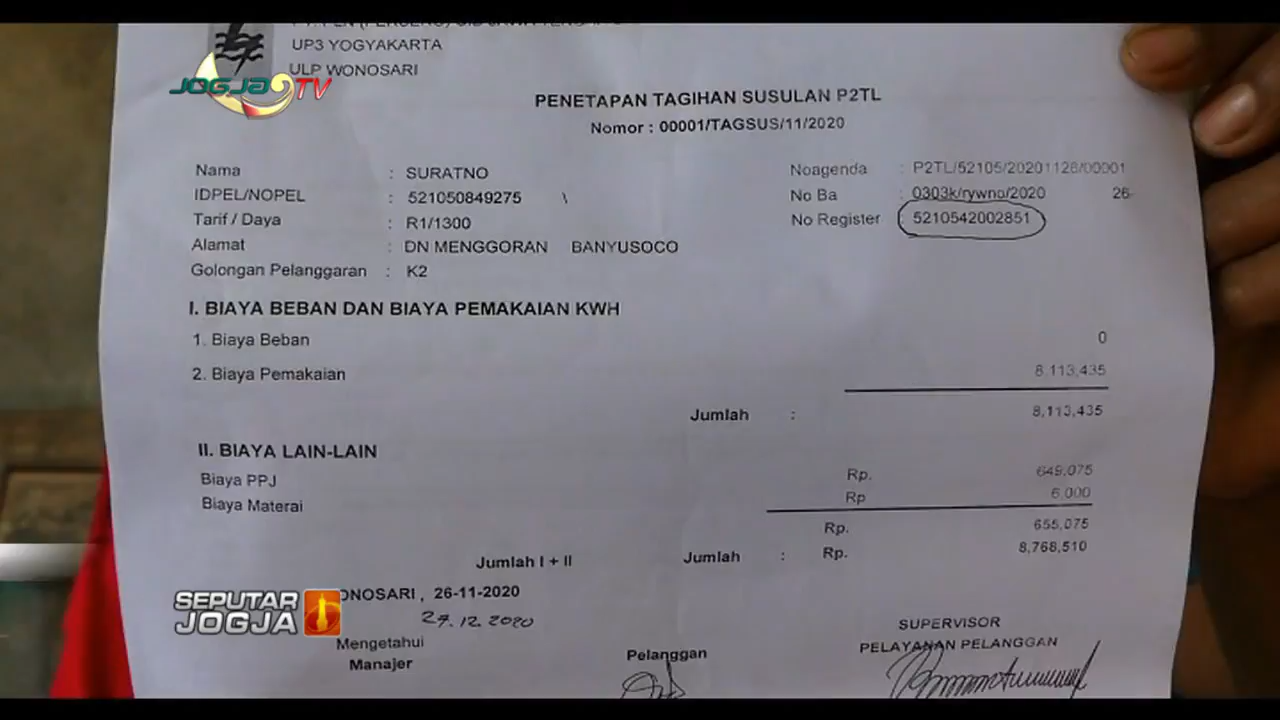 UP3 YOGYAKARTA
ULP WONOSARI
JOGJA TV
PENETAPAN TAGIHAN SUSULAN P2TL
Nomor : 00001/TAGSUS/11/2020
Nama : SURATNO
IDPEL/NOPEL : 521050849275 \
Tarif / Daya : R1/1300
Alamat : DN MENGGORAN BANYUSOCO
Golongan Pelanggaran : K2
Noagenda : P2TL/52105/20201126/00001
No Ba : 0303k/rywno/2020 26-
No Register : 5210542002851
I. BIAYA BEBAN DAN BIAYA PEMAKAIAN KWH
1. Biaya Beban 0
2. Biaya Pemakaian 8,113,435
Jumlah : 8,113,435
II. BIAYA LAIN-LAIN
Biaya PPJ Rp. 649,075
Biaya Materai Rp 6,000
Rp. 655,075
Jumlah I + II Jumlah : Rp. 8,768,510
ONOSARI , 26-11-2020
27.12.2020
Mengetahui
Manajer
Pelanggan
SUPERVISOR
PELAYANAN PELANGGAN
SEPUTAR
JOGJA